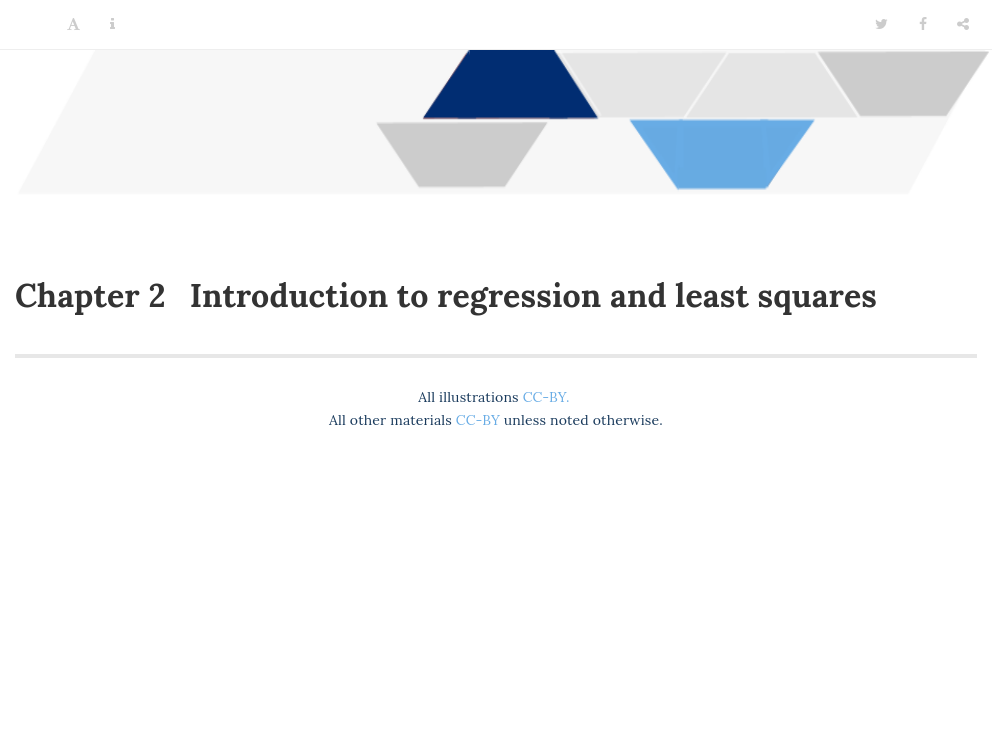 A i
Chapter 2 Introduction to regression and least squares
All illustrations CC-BY.
All other materials CC-BY unless noted otherwise.